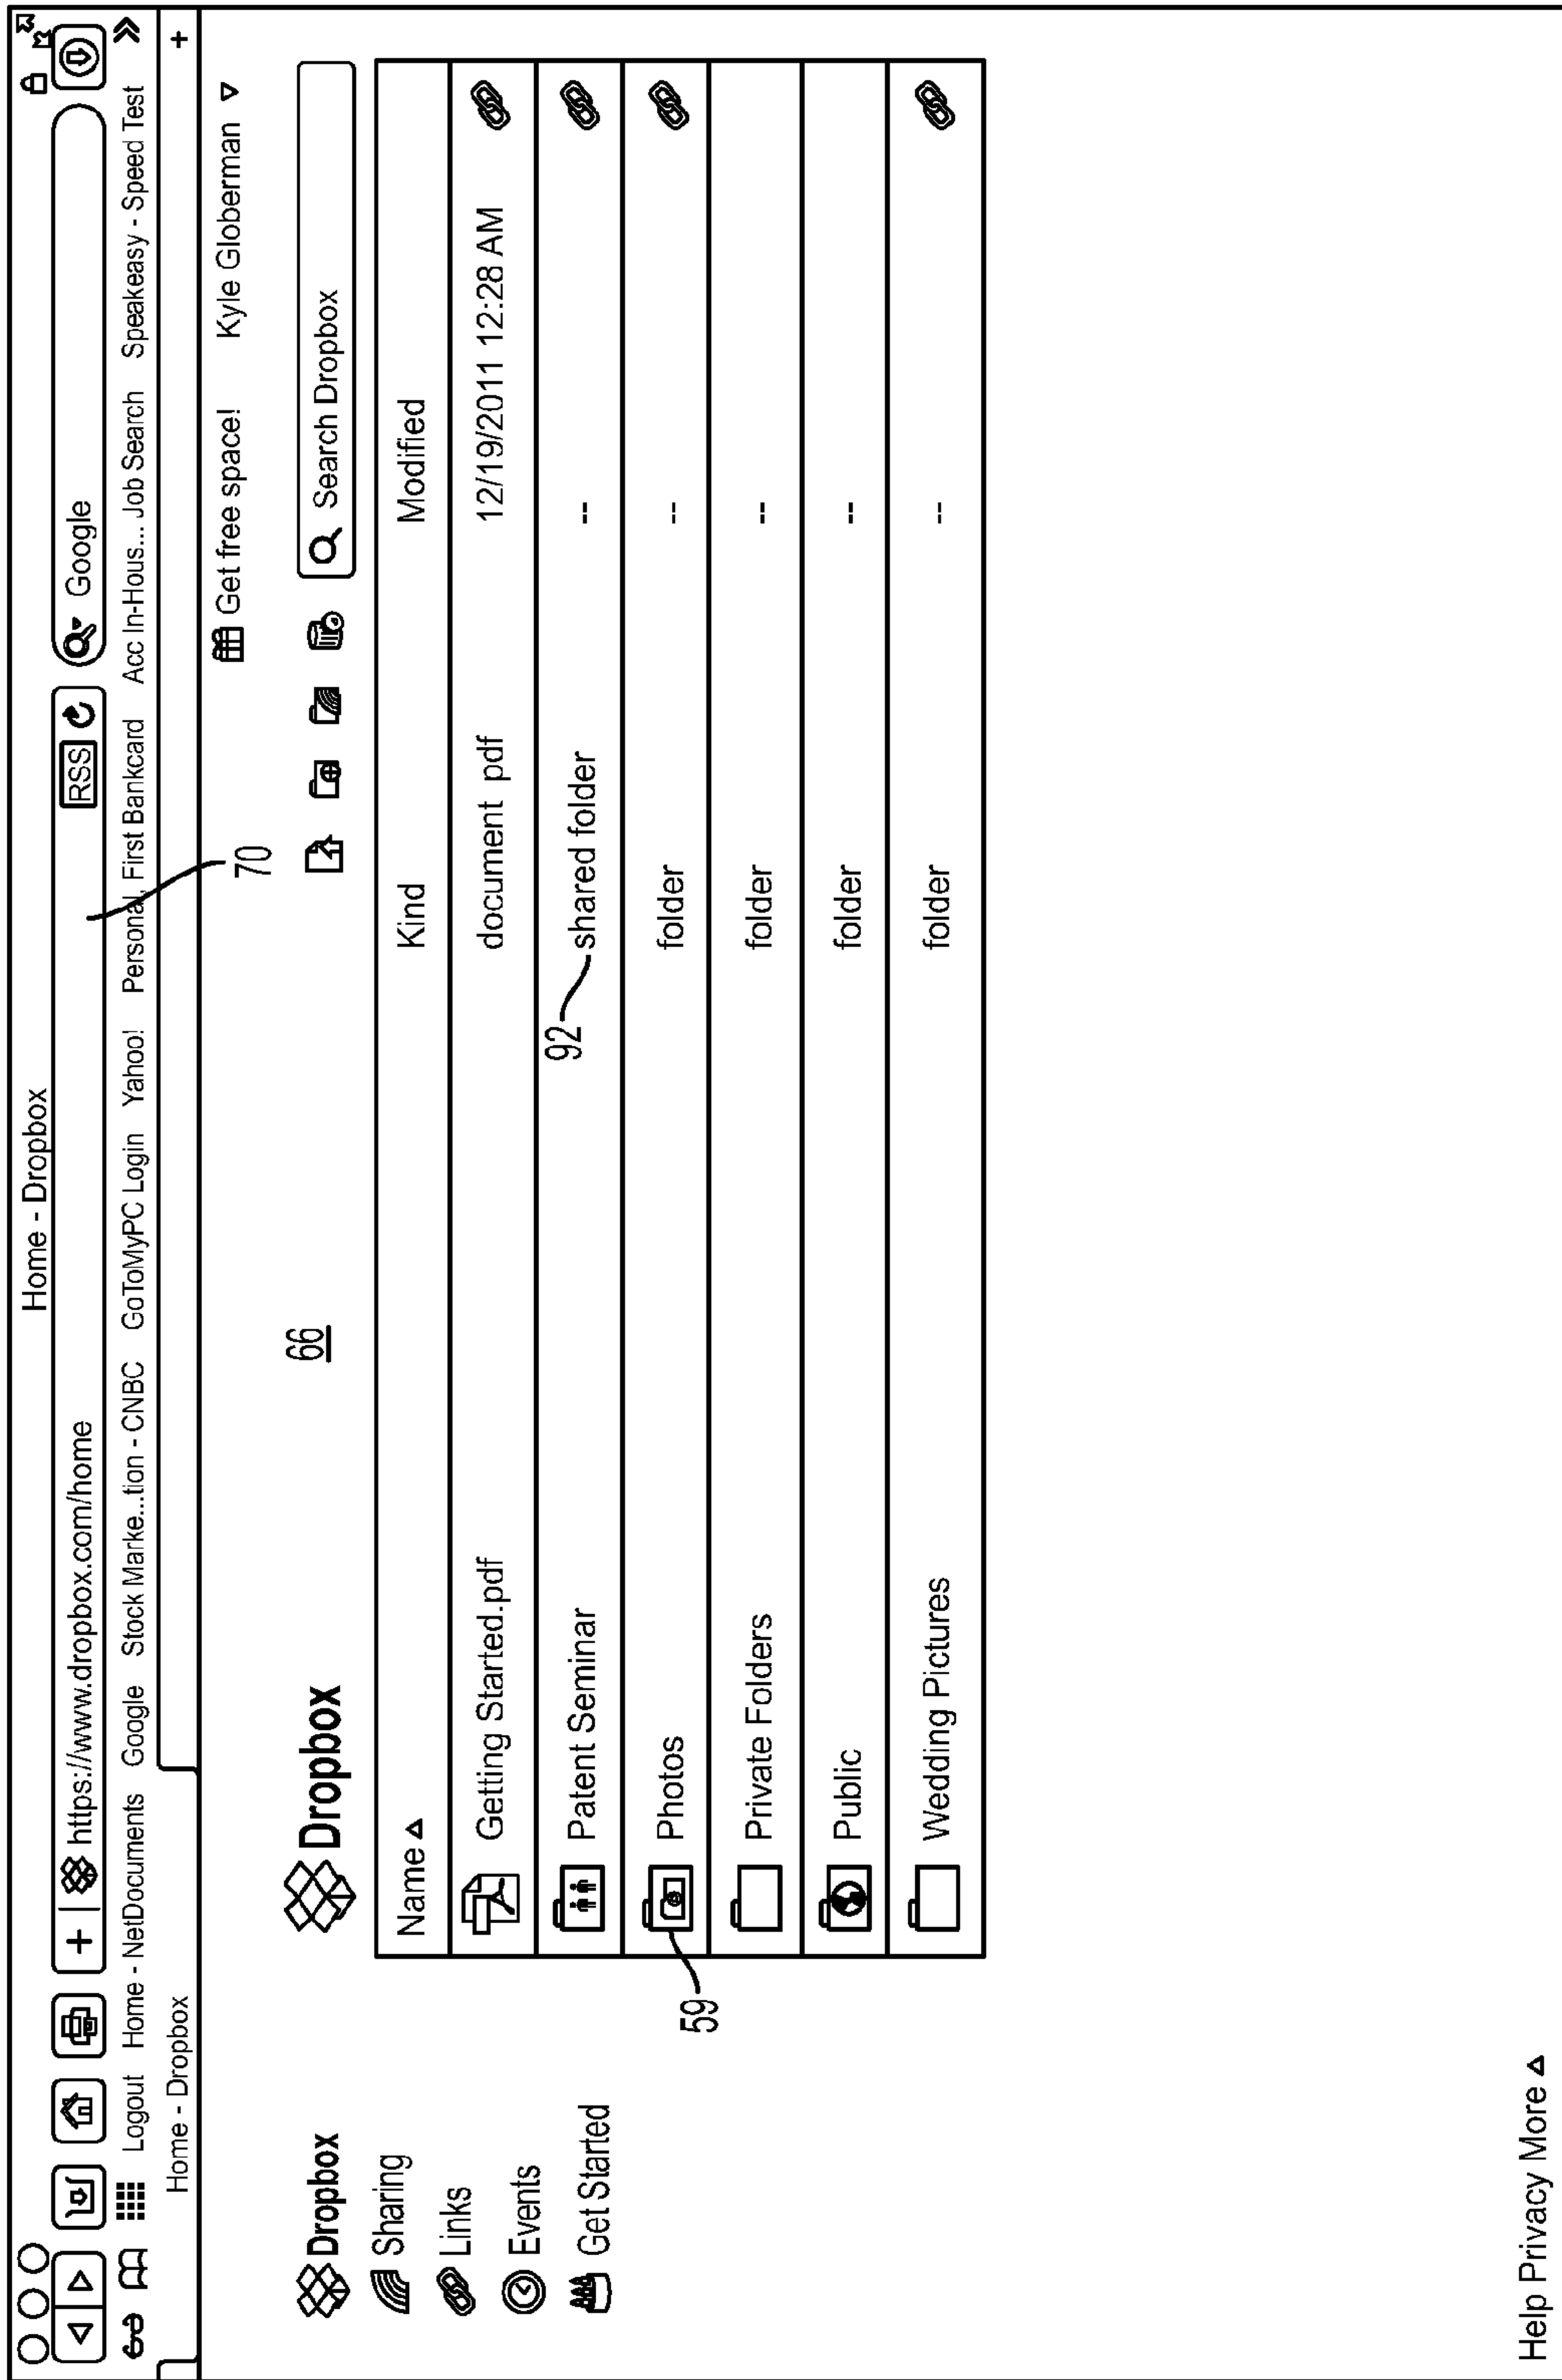 Home - Dropbox
https://www.dropbox.com/home RSS Google
Logout Home - NetDocuments Google Stock Marke...tion - CNBC GoToMyPC Login Yahoo! Personal, First Bankcard Acc In-Hous... Job Search Speakeasy - Speed Test
Home - Dropbox
70 Get free space! Kyle Globerman
Dropbox
Sharing
Links
Events
Get Started
Dropbox 66 Search Dropbox
Name Kind Modified
Getting Started.pdf document pdf 12/19/2011 12:28 AM
Patent Seminar 92 shared folder --
59 Photos folder --
Private Folders folder --
Public folder --
Wedding Pictures folder --
Help Privacy More